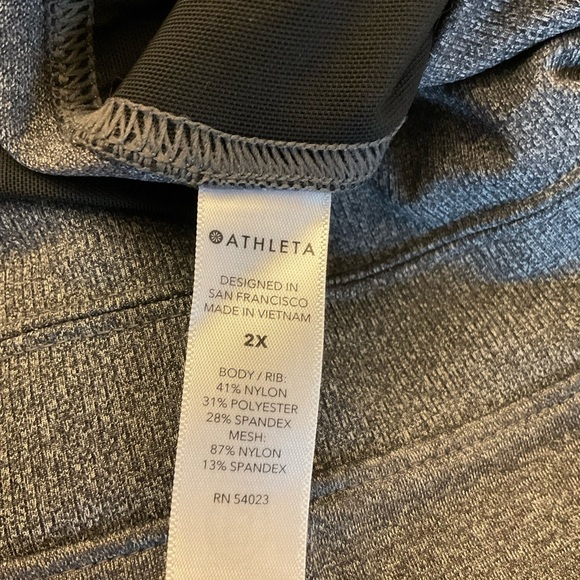 ATHLETA
DESIGNED IN
SAN FRANCISCO
MADE IN VIETNAM
2X
BODY / RIB:
41% NYLON
31% POLYESTER
28% SPANDEX
MESH:
87% NYLON
13% SPANDEX
RN 54023